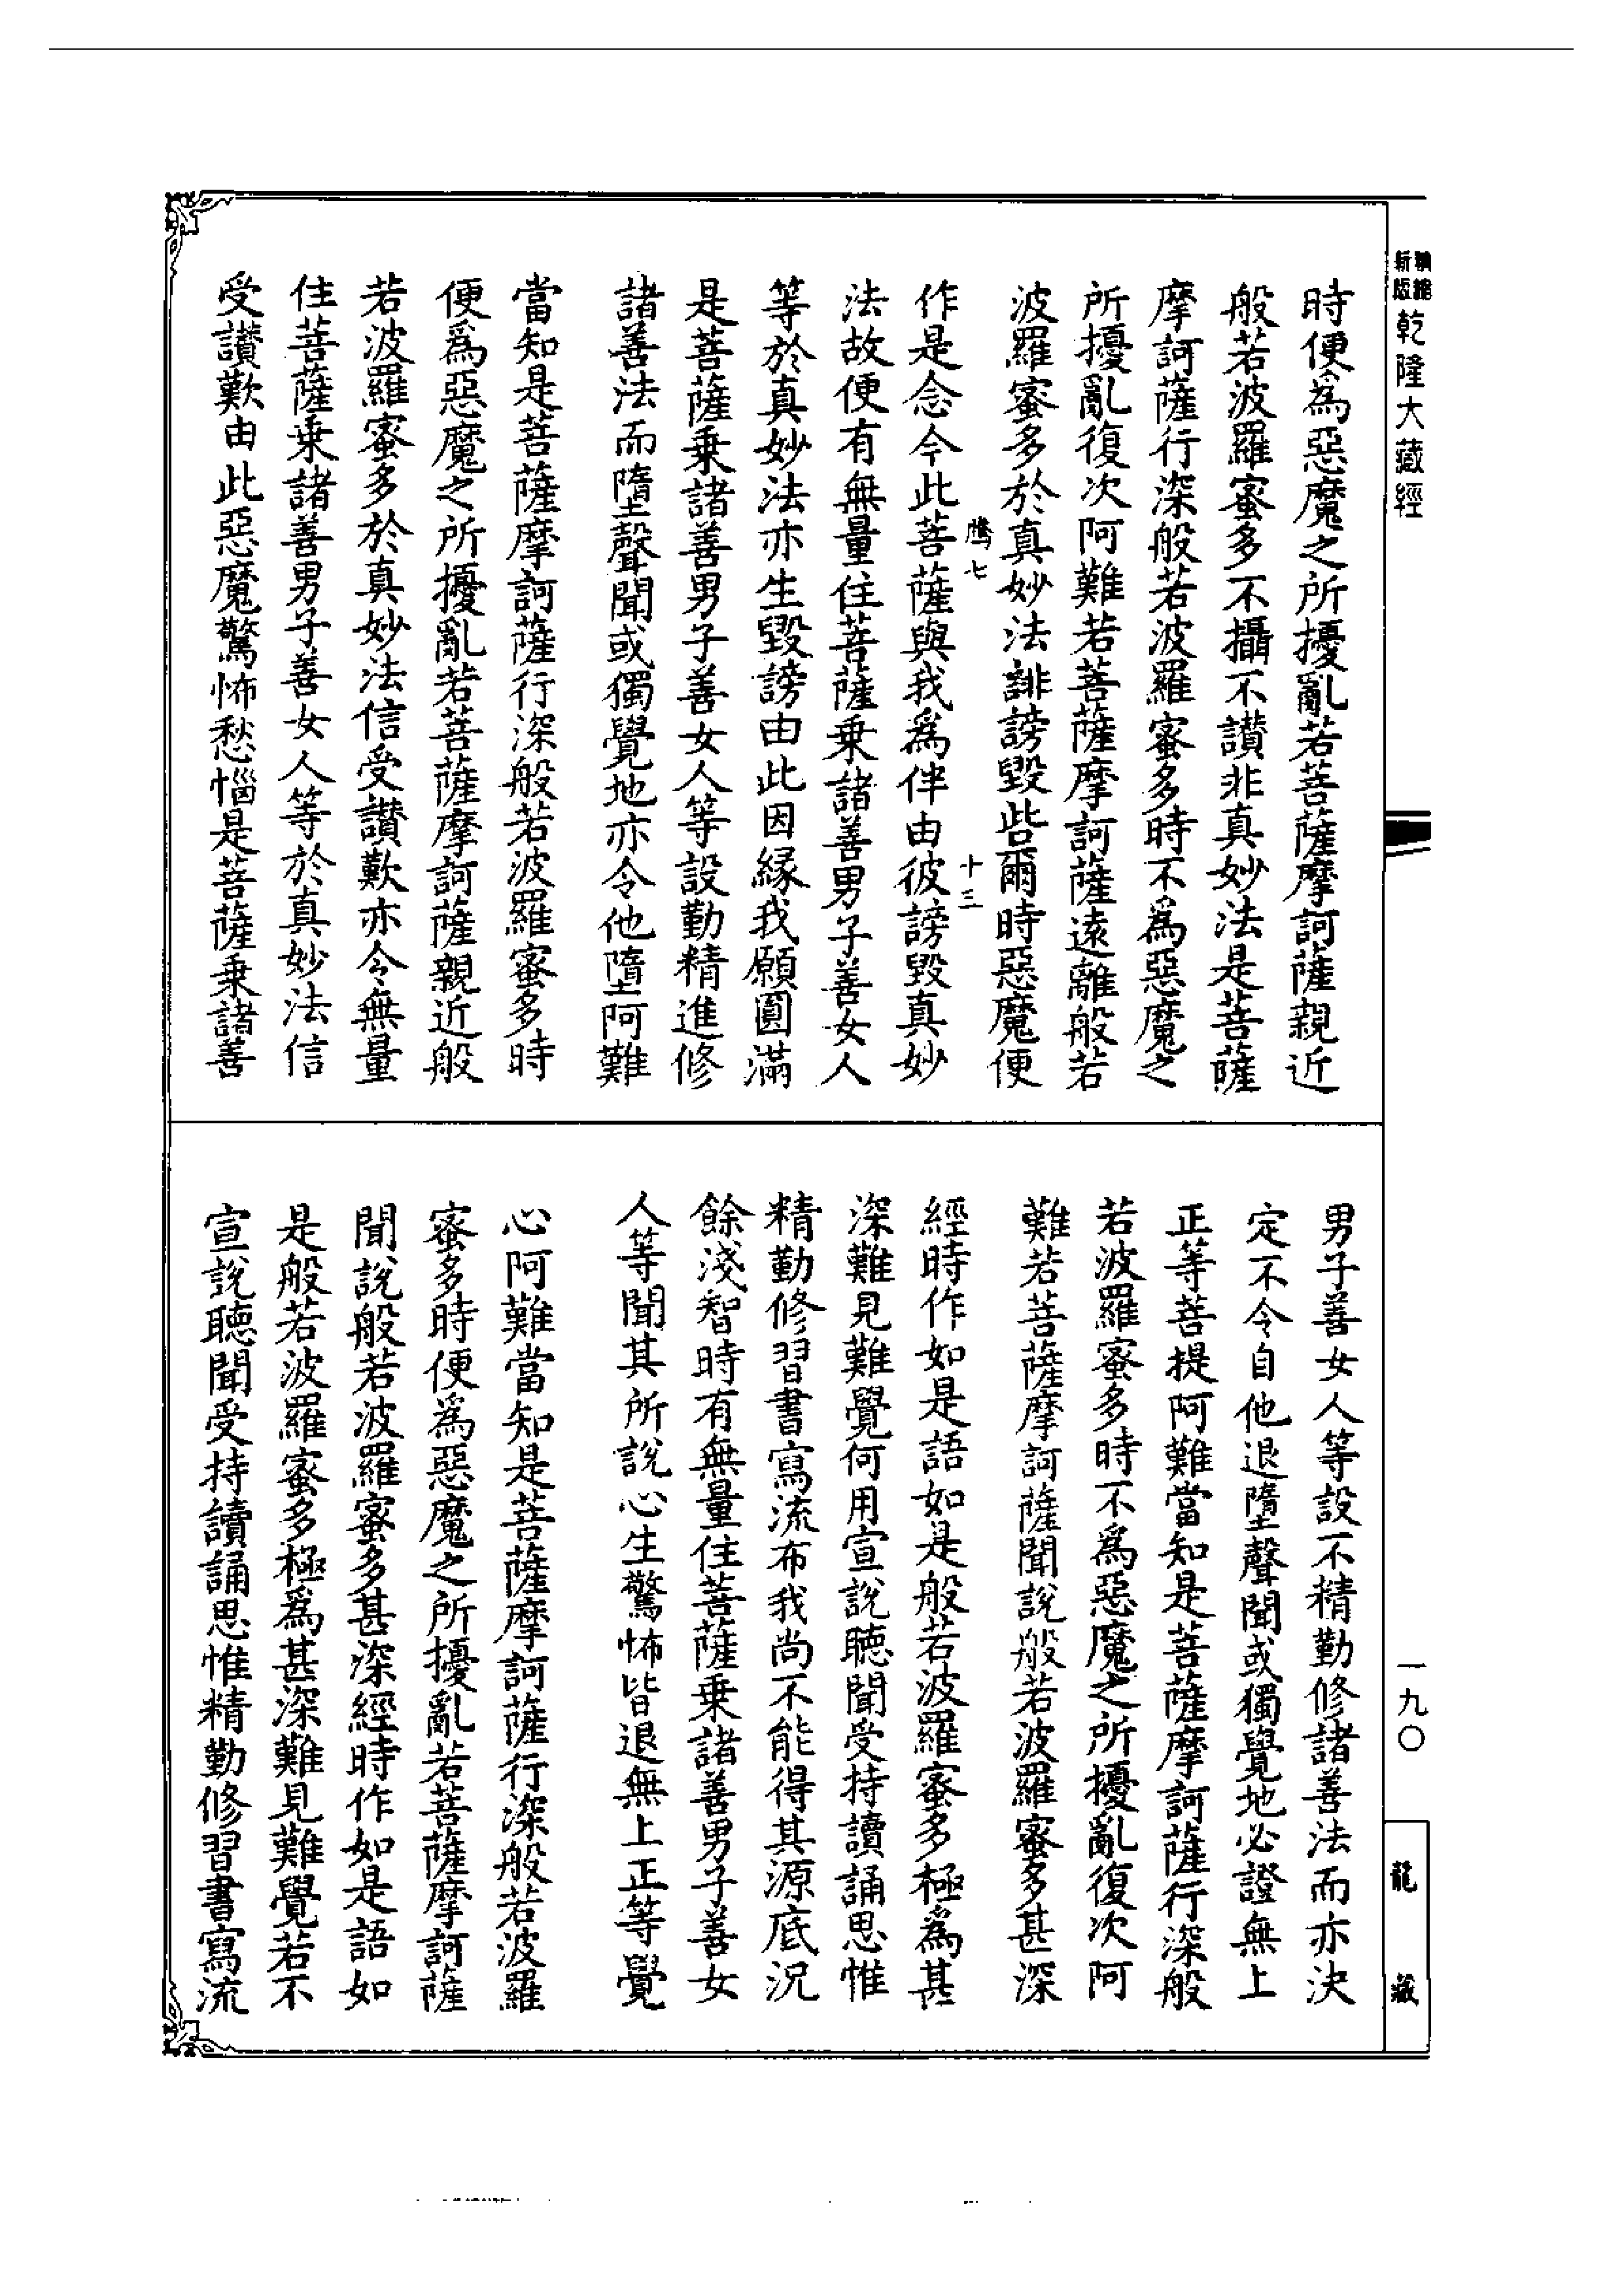 精縮
新版
乾隆大藏經
時便為惡魔之所擾亂若菩薩摩訶薩親近
般若波羅蜜多不攝不讚非真妙法是菩薩
摩訶薩行深般若波羅蜜多時不爲惡魔之
所擾亂復次阿難若菩薩摩訶薩遠離般若
波羅蜜多於真妙法誹謗毀呰爾時惡魔便
鷹七
十三
作是念今此菩薩與我爲伴由彼謗毀真妙
法故便有無量住菩薩乗諸善男子善女人
等於真妙法亦生毀謗由此因縁我願圓滿
是菩薩乗諸善男子善女人等設勤精進修
諸善法而墮聲聞或獨覺地亦令他墮阿難
當知是菩薩摩訶薩行深般若波羅蜜多時
便爲惡魔之所擾亂若菩薩摩訶薩親近般
若波羅蜜多於真妙法信受讚歎亦令無量
住菩薩乗諸善男子善女人等於真妙法信
受讚歎由此惡魔驚怖愁惱是菩薩乗諸善
男子善女人等設不精勤修諸善法而亦決
定不令自他退墮聲聞或獨覺地必證無上
正等菩提阿難當知是菩薩摩訶薩行深般
若波羅蜜多時不爲惡魔之所擾亂復次阿
難若菩薩摩訶薩聞說般若波羅蜜多甚深
經時作如是語如是般若波羅蜜多極爲甚
深難見難覺何用宣説聽聞受持讀誦思惟
精勤修習書寫流布我尚不能得其源底況
餘淺智時有無量住菩薩乗諸善男子善女
人等聞其所說心生驚怖皆退無上正等覺
心阿難當知是菩薩摩訶薩行深般若波羅
蜜多時便爲惡魔之所擾亂若菩薩摩訶薩
聞説般若波羅蜜多甚深經時作如是語如
是般若波羅蜜多極爲甚深難見難覺若不
宣説聽聞受持讀誦思惟精勤修習書寫流
一九〇
龍藏